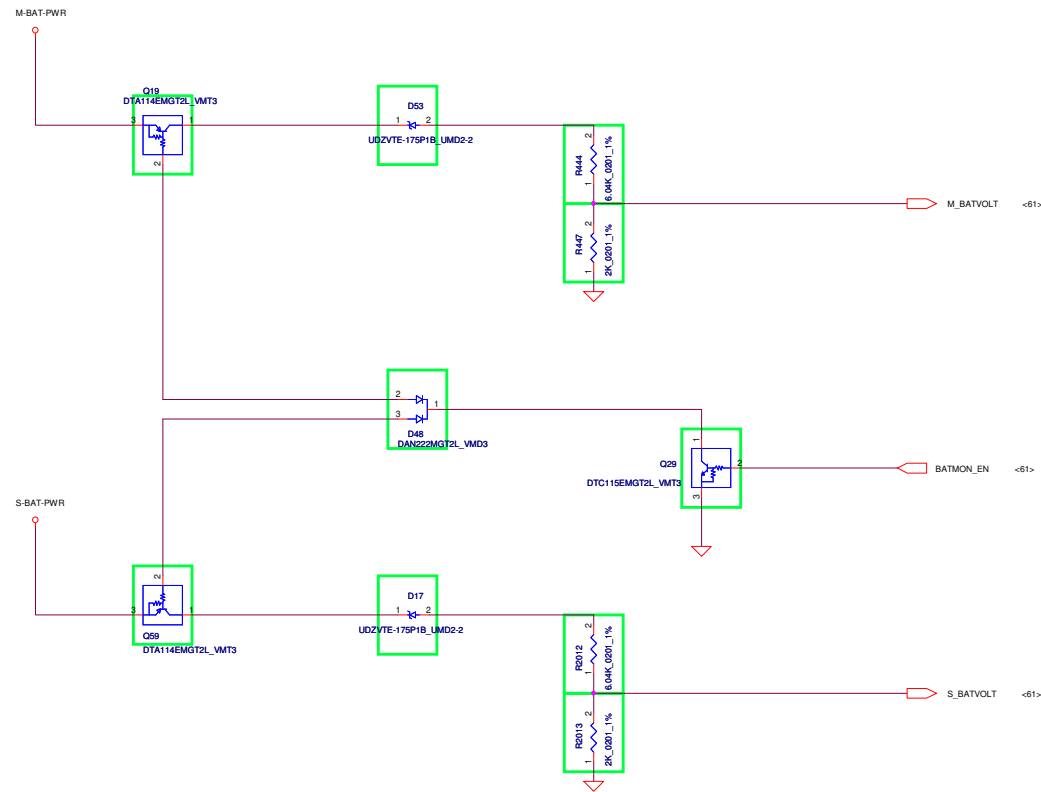 M-BAT-PWR
Q19
DTA114EMGT2L_VMT3
3
1
2
D53
1
2
UDZVTE-175P1B_UMD2-2
2
R444
1
6.04K_0201_1%
M_BATVOLT
<61>
2
R447
1
2K_0201_1%
2
3
1
D48
DAN222MGT2L_VMD3
1
Q29
2
DTC115EMGT2L_VMT3
3
BATMON_EN
<61>
S-BAT-PWR
2
3
1
Q59
DTA114EMGT2L_VMT3
D17
1
2
UDZVTE-175P1B_UMD2-2
2
R2012
1
6.04K_0201_1%
S_BATVOLT
<61>
2
R2013
1
2K_0201_1%